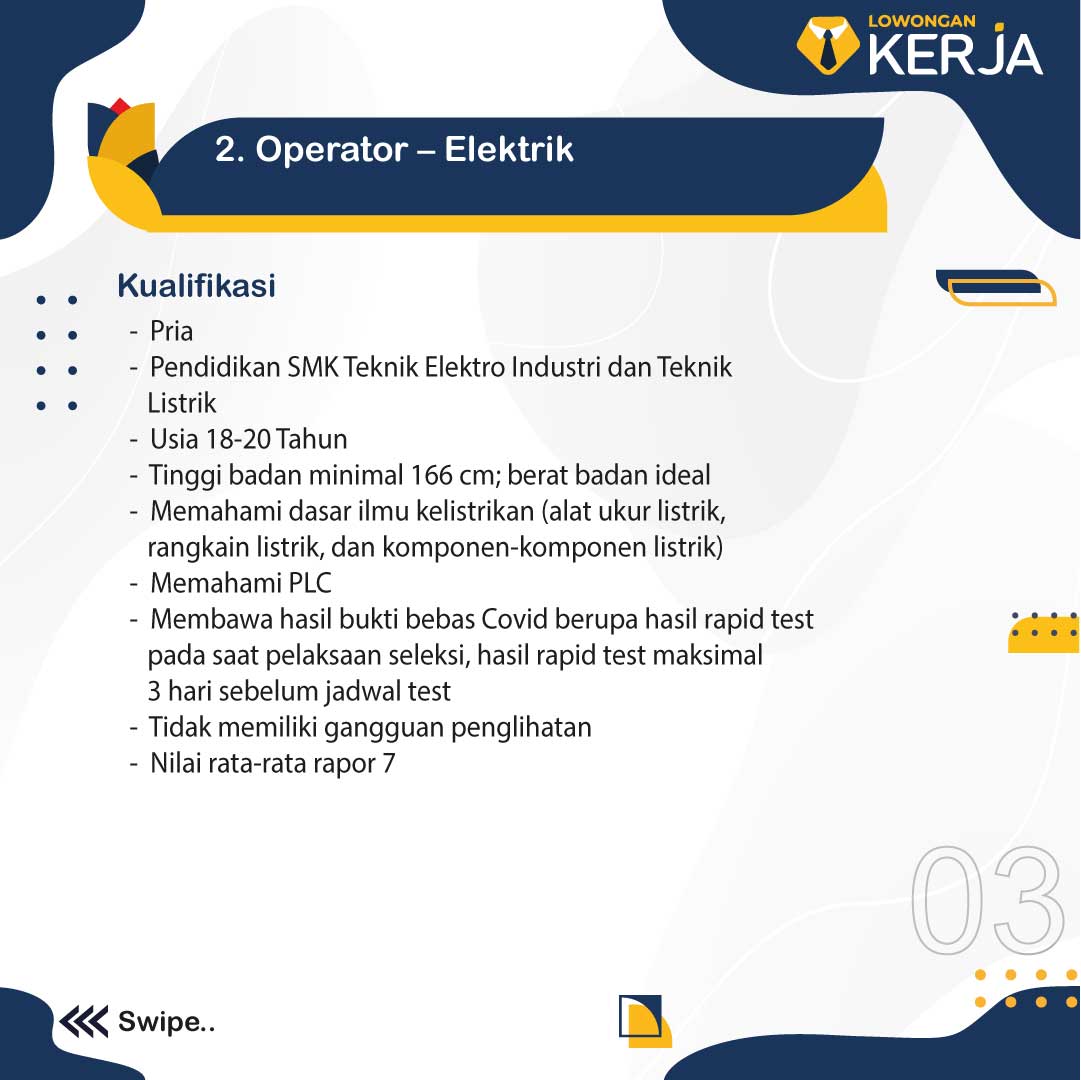 LOWONGAN
KERJA
2. Operator – Elektrik
Kualifikasi
- Pria
- Pendidikan SMK Teknik Elektro Industri dan Teknik
Listrik
- Usia 18-20 Tahun
- Tinggi badan minimal 166 cm; berat badan ideal
- Memahami dasar ilmu kelistrikan (alat ukur listrik,
rangkain listrik, dan komponen-komponen listrik)
- Memahami PLC
- Membawa hasil bukti bebas Covid berupa hasil rapid test
pada saat pelaksaan seleksi, hasil rapid test maksimal
3 hari sebelum jadwal test
- Tidak memiliki gangguan penglihatan
- Nilai rata-rata rapor 7
03
Swipe..